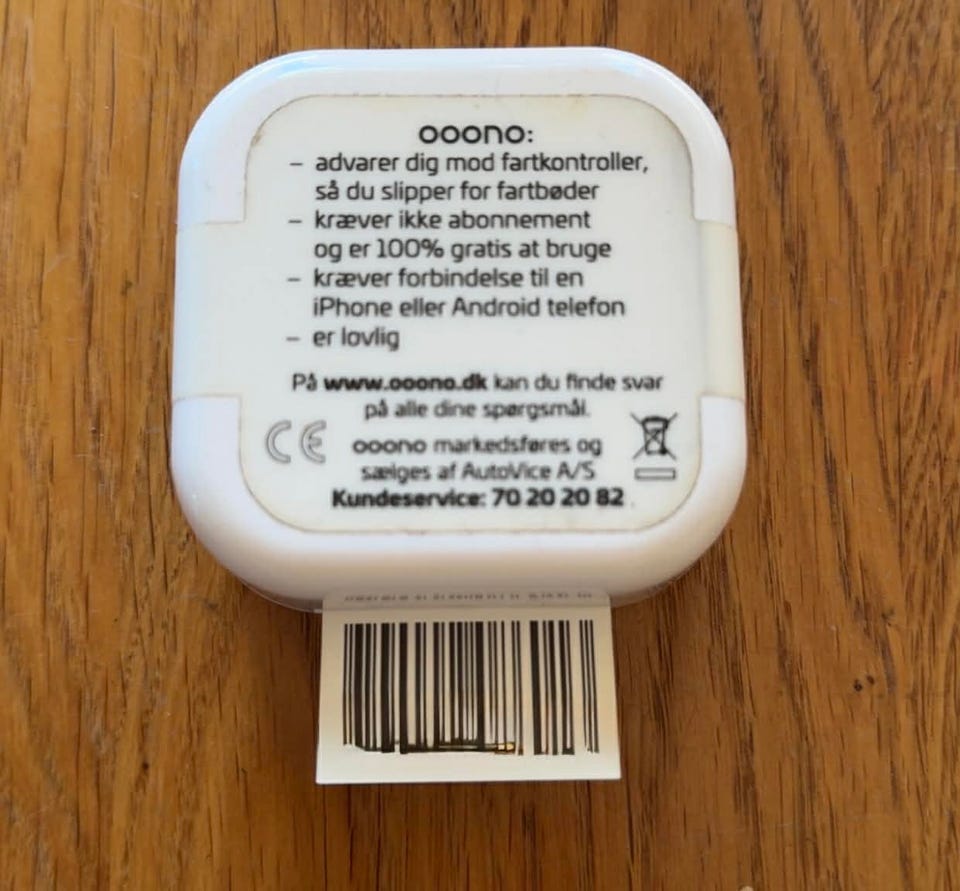 ooono:
– advarer dig mod fartkontroller,
så du slipper for fartbøder
– kræver ikke abonnement
og er 100% gratis at bruge
– kræver forbindelse til en
iPhone eller Android telefon
– er lovlig
På www.ooono.dk kan du finde svar
på alle dine spørgsmål.
CE
ooono markedsføres og
sælges af AutoVice A/S
Kundeservice: 70 20 20 82